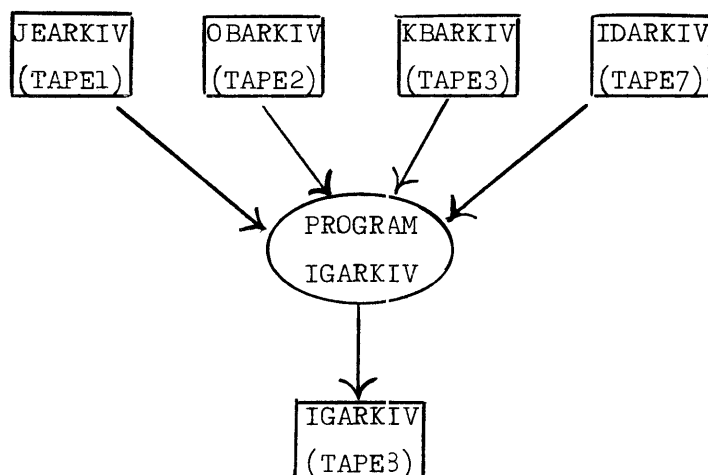 JEARKIV
(TAPE1)
OBARKIV
(TAPE2)
KBARKIV
(TAPE3)
IDARKIV
(TAPE7)
PROGRAM
IGARKIV
IGARKIV
(TAPE8)